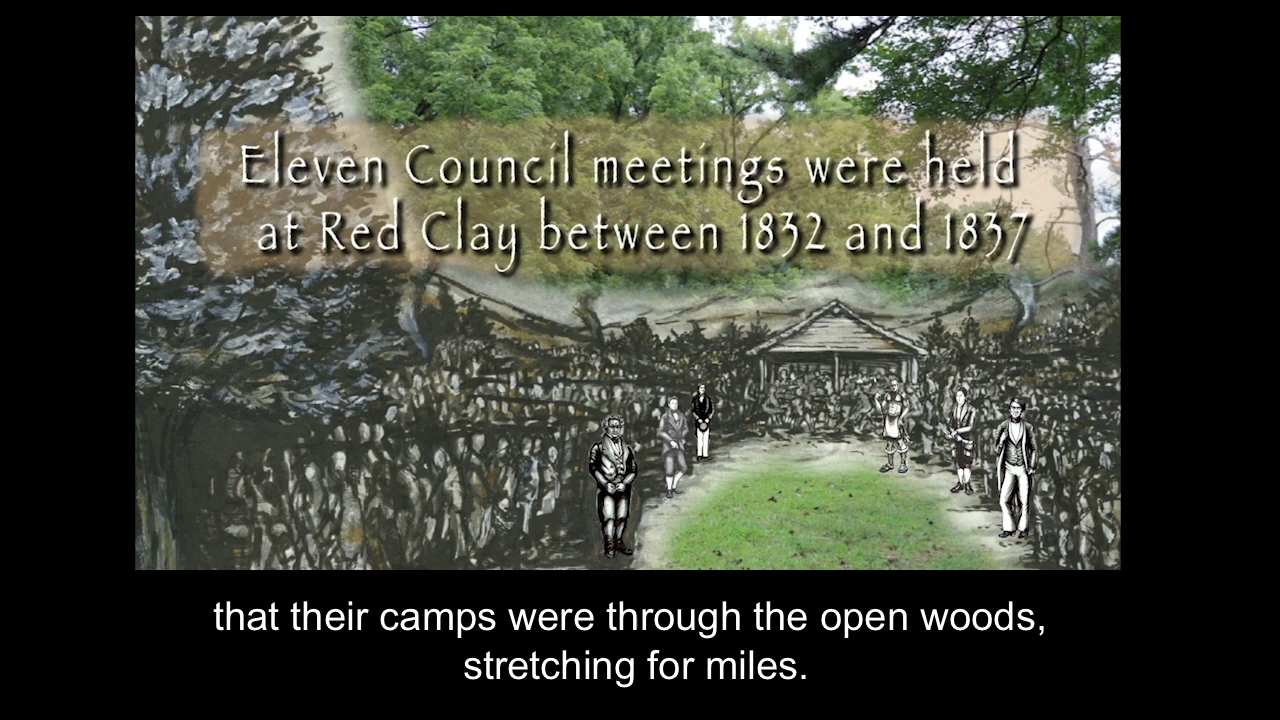 Eleven Council meetings were held
at Red Clay between 1832 and 1837
that their camps were through the open woods,
stretching for miles.